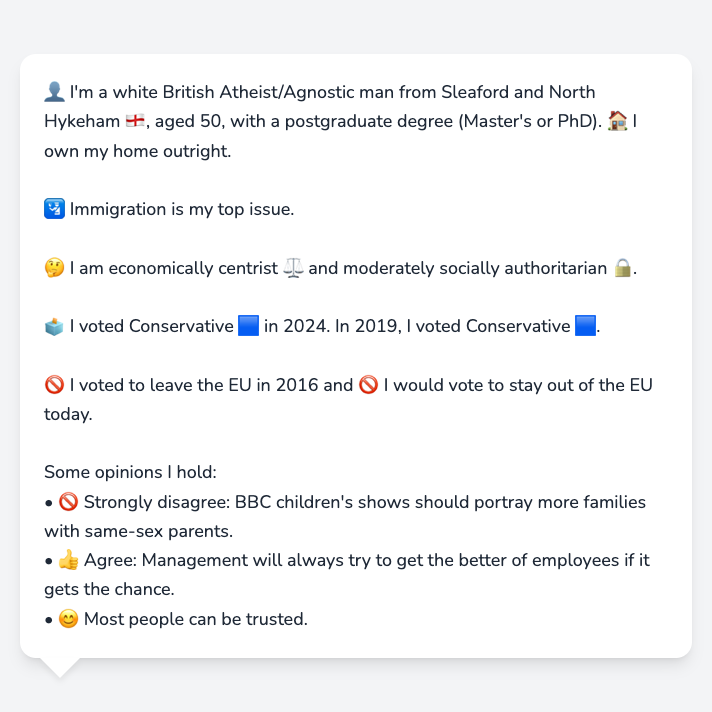 👤 I'm a white British Atheist/Agnostic man from Sleaford and North
Hykeham 🏴󠁧󠁢󠁥󠁮󠁧󠁿, aged 50, with a postgraduate degree (Master's or PhD). 🏠 I
own my home outright.
🛂 Immigration is my top issue.
🤔 I am economically centrist ⚖️ and moderately socially authoritarian 🔒.
🗳️ I voted Conservative 🟦 in 2024. In 2019, I voted Conservative 🟦.
🚫 I voted to leave the EU in 2016 and 🚫 I would vote to stay out of the EU
today.
Some opinions I hold:
• 🚫 Strongly disagree: BBC children's shows should portray more families
with same-sex parents.
• 👍 Agree: Management will always try to get the better of employees if it
gets the chance.
• 😊 Most people can be trusted.